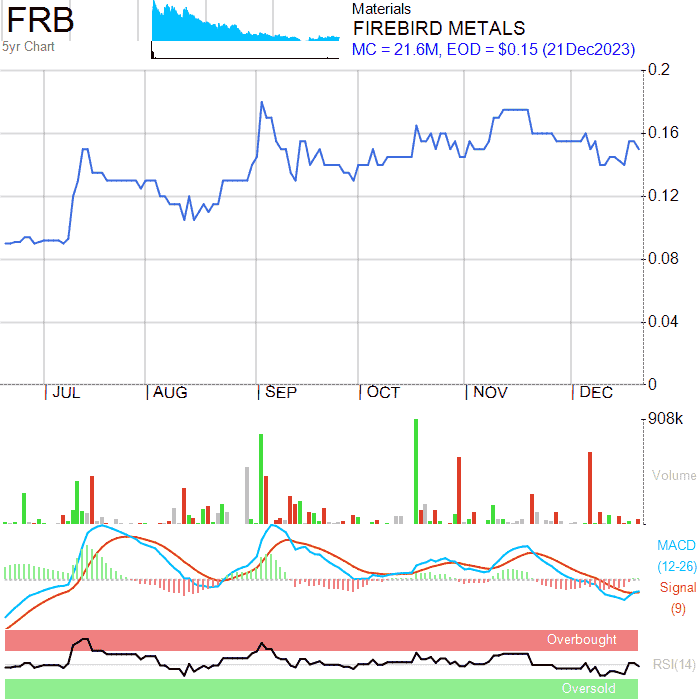 FRB
5yr Chart
Materials
FIREBIRD METALS
MC = 21.6M, EOD = $0.15 (21Dec2023)
0.2
0.16
0.12
0.08
0.04
0
JUL AUG SEP OCT NOV DEC
908k
Volume
MACD
(12-26)
Signal
(9)
Overbought
RSI(14)
Oversold